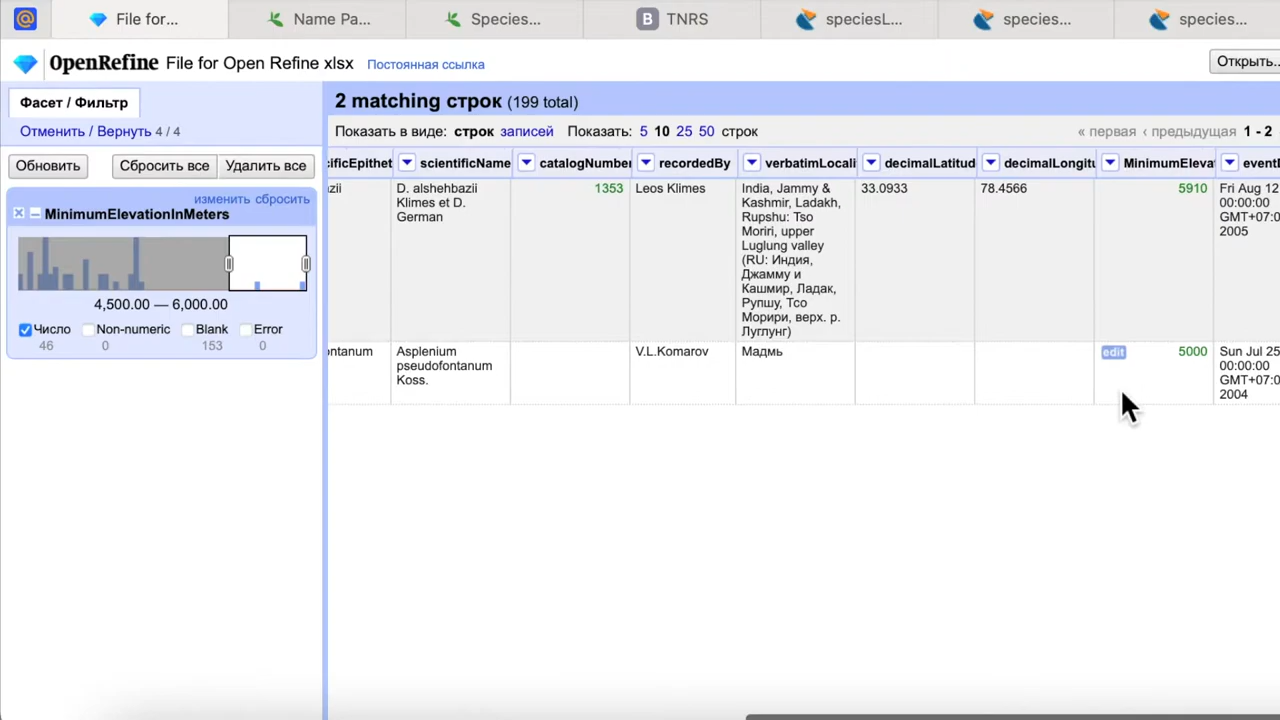 File for...
Name Pa...
Species...
B TNRS
speciesL...
species...
species...
OpenRefine File for Open Refine xlsx Постоянная ссылка
Открыть...
Фасет / Фильтр
Отменить / Вернуть 4 / 4
Обновить Сбросить все Удалить все
изменить сбросить
MinimumElevationInMeters
4,500.00 — 6,000.00
Число Non-numeric Blank Error
46 0 153 0
2 matching строк (199 total)
Показать в виде: строк записей Показать: 5 10 25 50 строк
« первая ‹ предыдущая 1 - 2
cificEpithet scientificName catalogNumber recordedBy verbatimLocali decimalLatitud decimalLongitu MinimumEleva eventI
zii
D. alshehbazii
Klimes et D.
German
1353
Leos Klimes
India, Jammy &
Kashmir, Ladakh,
Rupshu: Tso
Moriri, upper
Luglung valley
(RU: Индия,
Джамму и
Кашмир, Ладак,
Рупшу, Тсо
Морири, верх. р.
Луглунг)
33.0933
78.4566
5910
Fri Aug 12
00:00:00
GMT+07:0
2005
ontanum
Asplenium
pseudofontanum
Koss.
V.L.Komarov
Мадмь
edit
5000
Sun Jul 25
00:00:00
GMT+07:0
2004